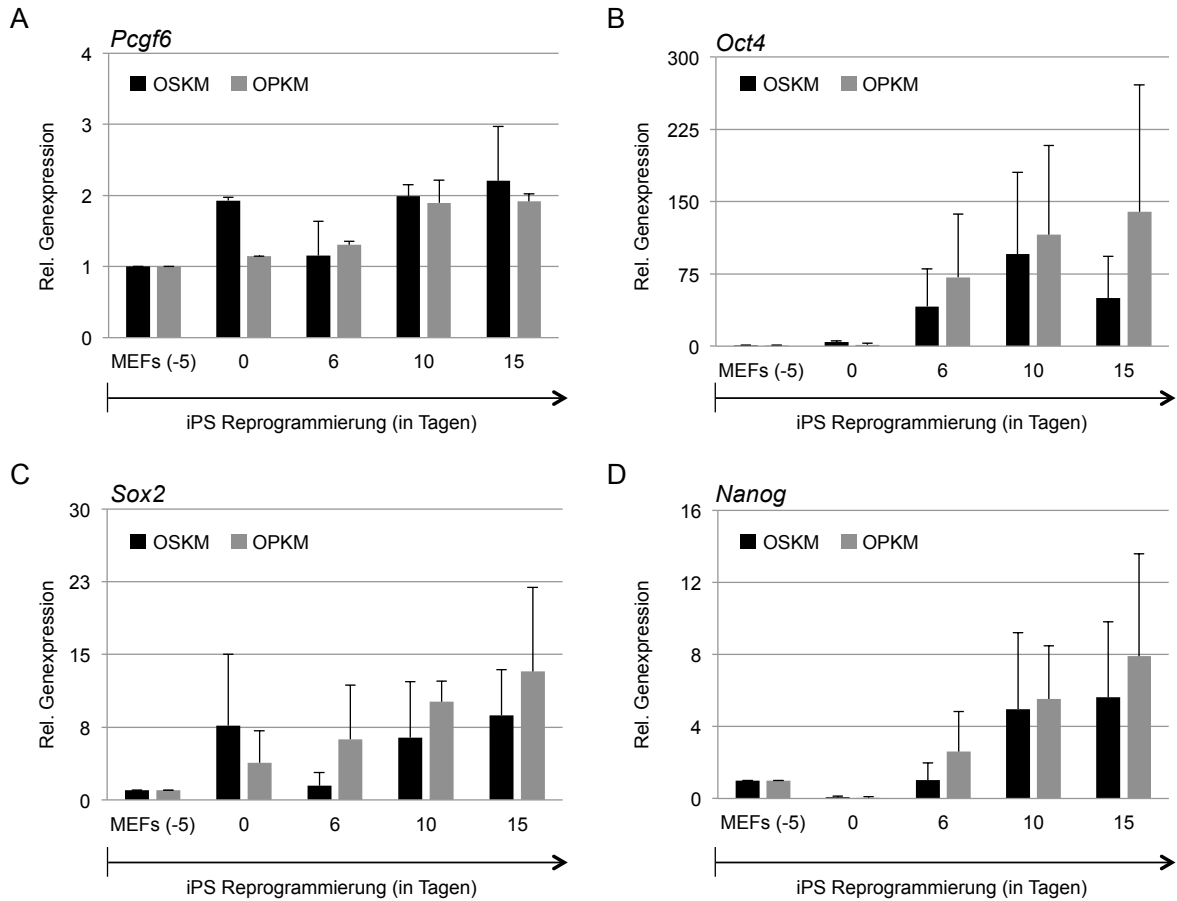 A
Pcgf6
4
3
2
1
0
Rel. Genexpression
OSKM OPKM
MEFs (-5) 0 6 10 15
iPS Reprogrammierung (in Tagen)
B
Oct4
300
225
150
75
0
Rel. Genexpression
OSKM OPKM
MEFs (-5) 0 6 10 15
iPS Reprogrammierung (in Tagen)
C
Sox2
30
23
15
8
0
Rel. Genexpression
OSKM OPKM
MEFs (-5) 0 6 10 15
iPS Reprogrammierung (in Tagen)
D
Nanog
16
12
8
4
0
Rel. Genexpression
OSKM OPKM
MEFs (-5) 0 6 10 15
iPS Reprogrammierung (in Tagen)